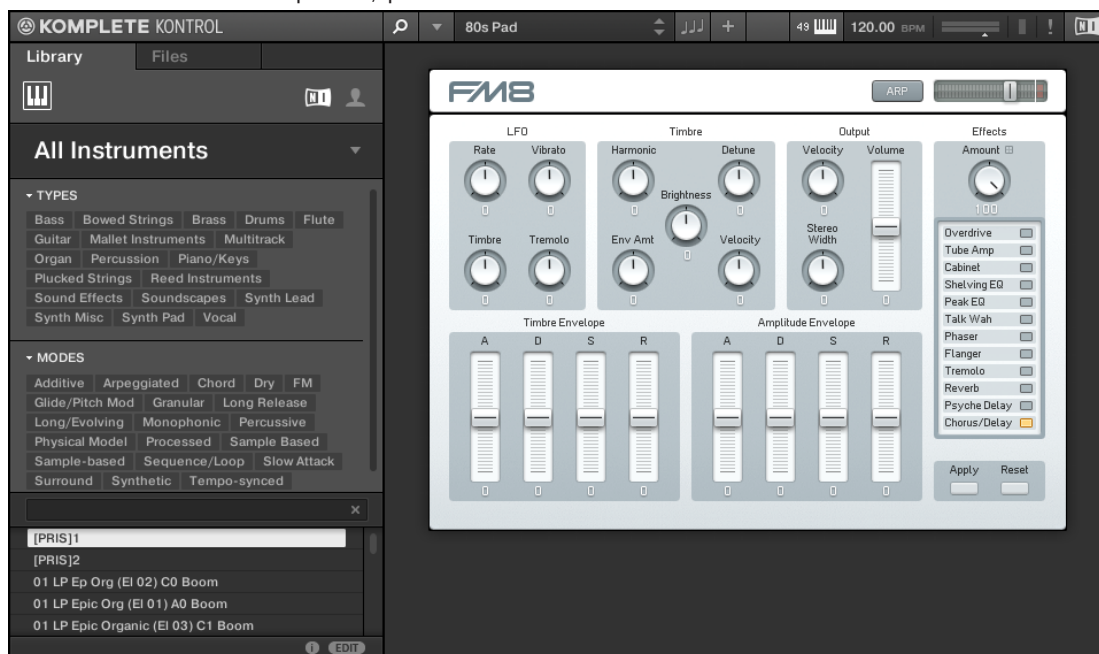 KOMPLETE KONTROL
80s Pad
49
120.00 BPM
NI
Library Files
NI
All Instruments
TYPES
Bass Bowed Strings Brass Drums Flute
Guitar Mallet Instruments Multitrack
Organ Percussion Piano/Keys
Plucked Strings Reed Instruments
Sound Effects Soundscapes Synth Lead
Synth Misc Synth Pad Vocal
MODES
Additive Arpeggiated Chord Dry FM
Glide/Pitch Mod Granular Long Release
Long/Evolving Monophonic Percussive
Physical Model Processed Sample Based
Sample-based Sequence/Loop Slow Attack
Surround Synthetic Tempo-synced
[PRIS]1
[PRIS]2
01 LP Ep Org (El 02) C0 Boom
01 LP Epic Org (El 01) A0 Boom
01 LP Epic Organic (El 03) C1 Boom
EDIT
FM8
ARP
LFO Timbre Output Effects
Rate Vibrato Harmonic Detune Velocity Volume Amount
0 0 0 0 0 100
Brightness
0
Timbre Tremolo Env Amt Velocity Stereo Width
0 0 0 0 0 0
Overdrive
Tube Amp
Cabinet
Shelving EQ
Peak EQ
Talk Wah
Phaser
Flanger
Tremolo
Reverb
Psyche Delay
Chorus/Delay
Timbre Envelope Amplitude Envelope
A D S R A D S R
0 0 0 0 0 0 0 0
Apply Reset